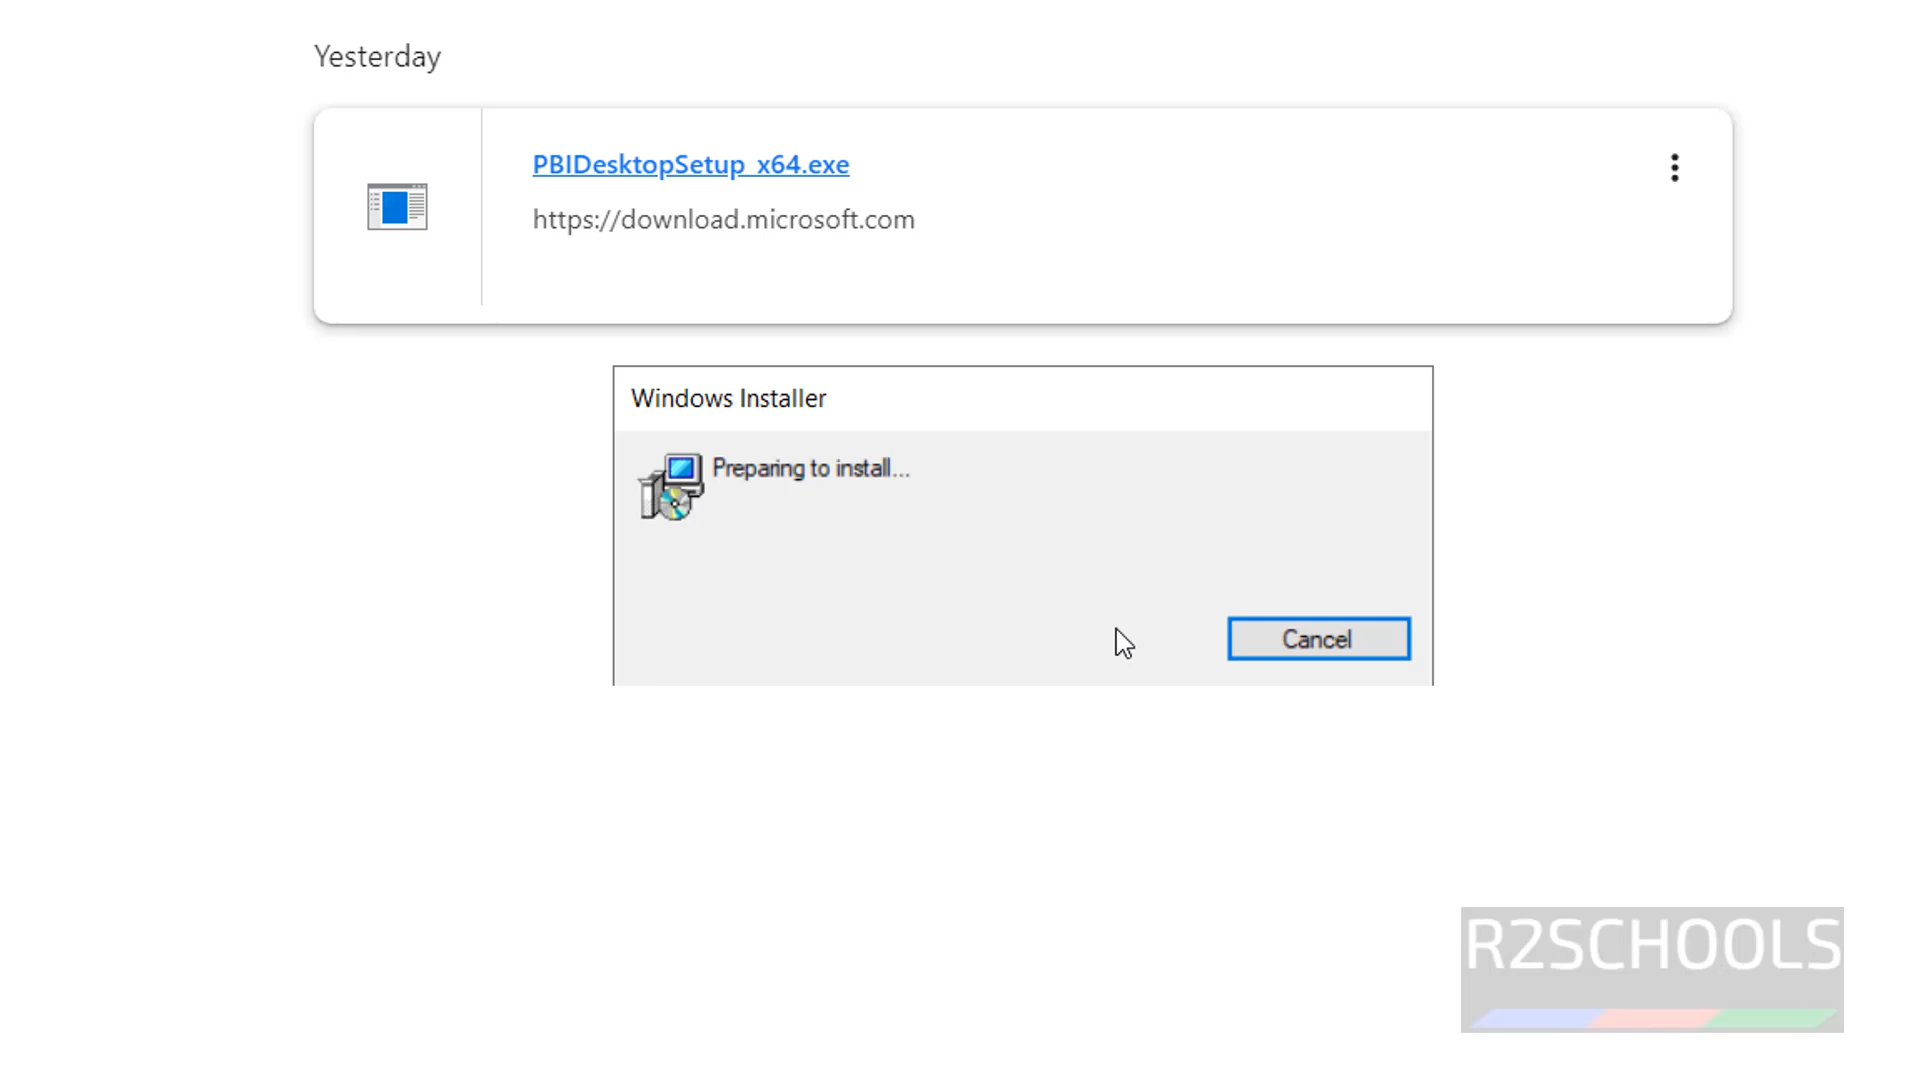 Yesterday
PBIDesktopSetup_x64.exe
https://download.microsoft.com
Windows Installer
Preparing to install...
Cancel
R2SCHOOLS